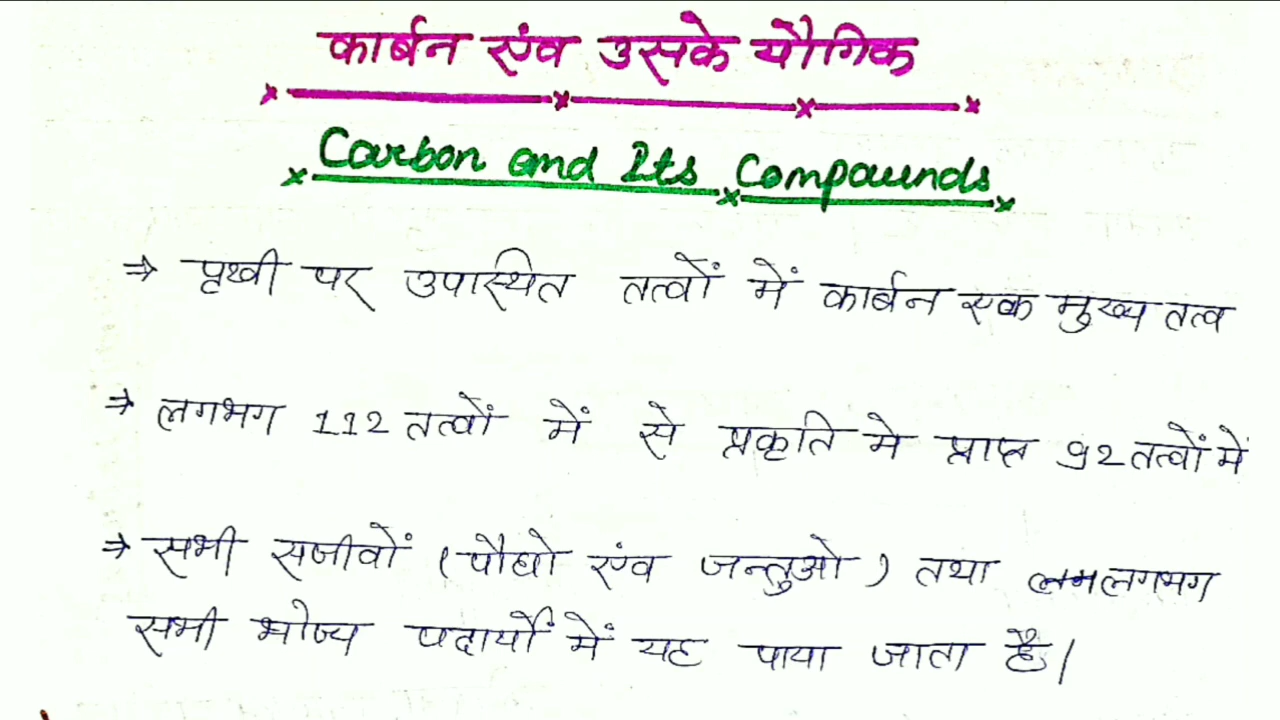 कार्बन एंव उसके यौगिक
Carbon and Its Compounds
⇒ पृथ्वी पर उपास्थित तत्वों में कार्बन एक मुख्य तत्व
⇒ लगभग 112 तत्वों में से प्रकृति मे प्राप्त 92 तत्वों में
⇒ सभी सजीवों (पौधो एंव जन्तुओ) तथा लगभग
सभी भोज्य पदार्थों में यह पाया जाता है।